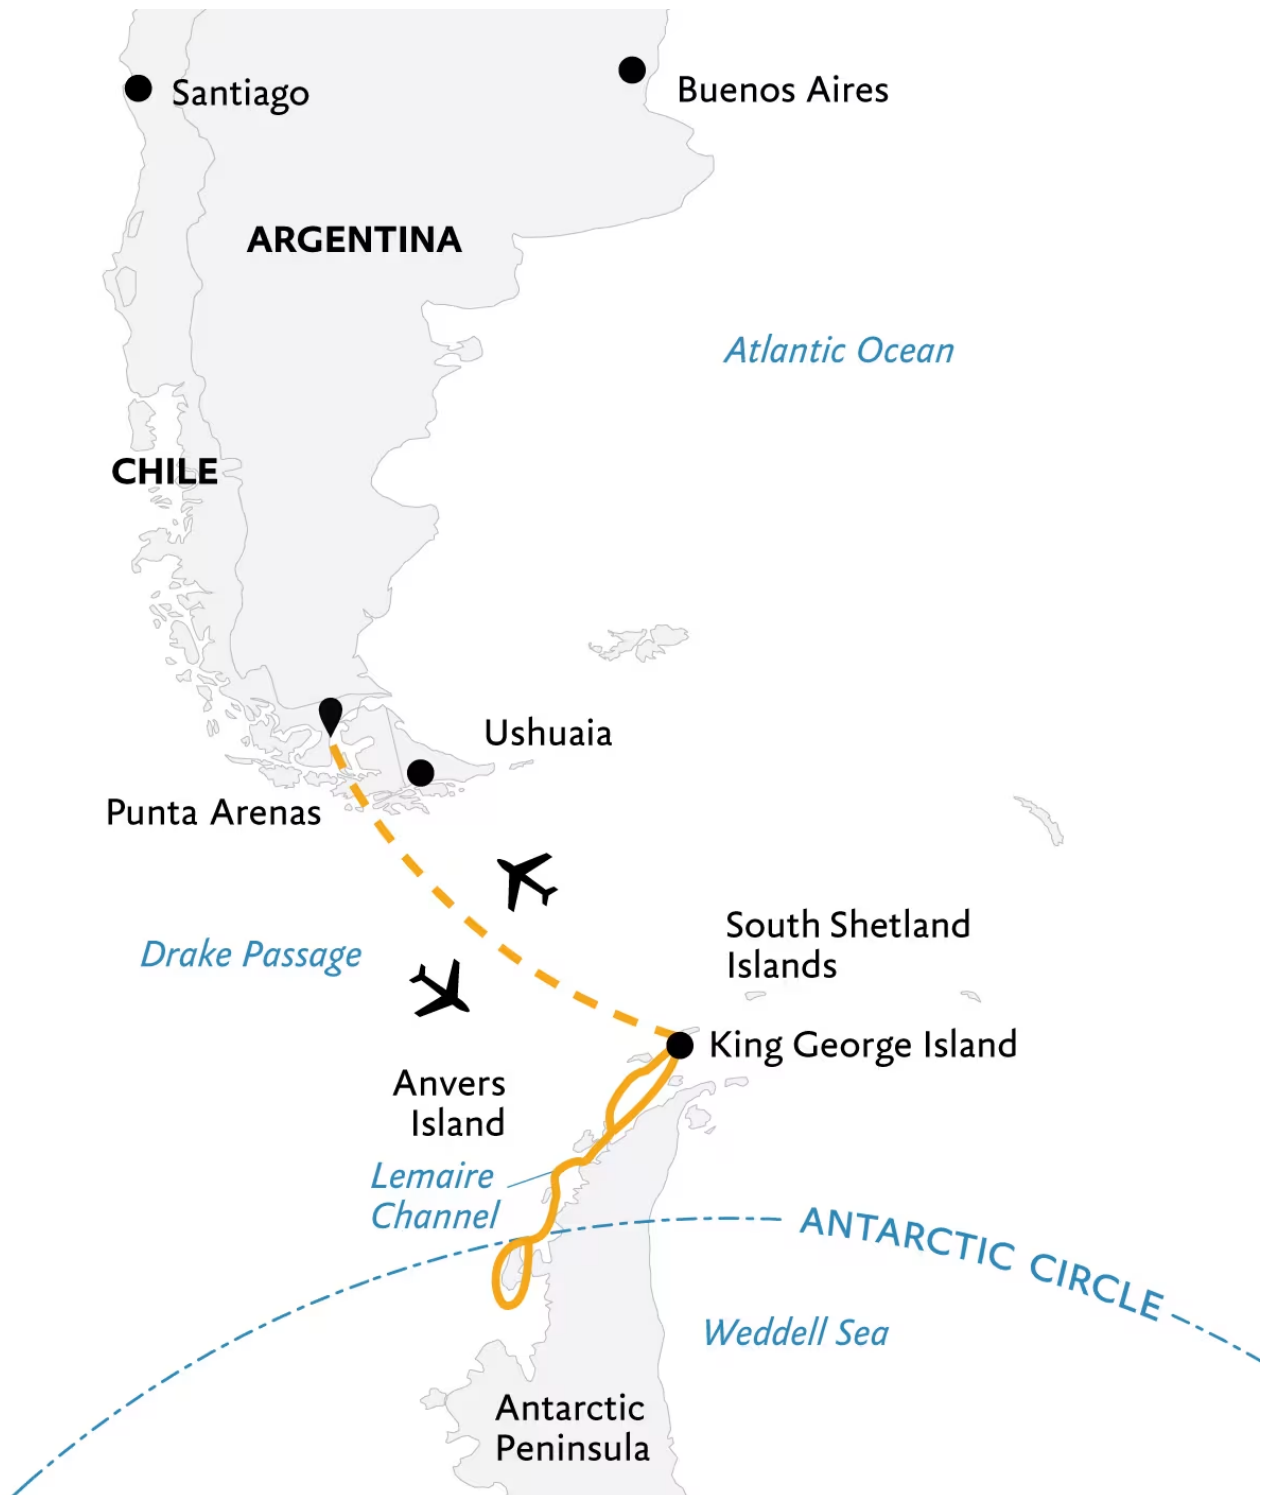 Santiago
Buenos Aires
ARGENTINA
Atlantic Ocean
CHILE
Ushuaia
Punta Arenas
South Shetland
Islands
Drake Passage
King George Island
Anvers
Island
Lemaire
Channel
ANTARCTIC CIRCLE
Weddell Sea
Antarctic
Peninsula